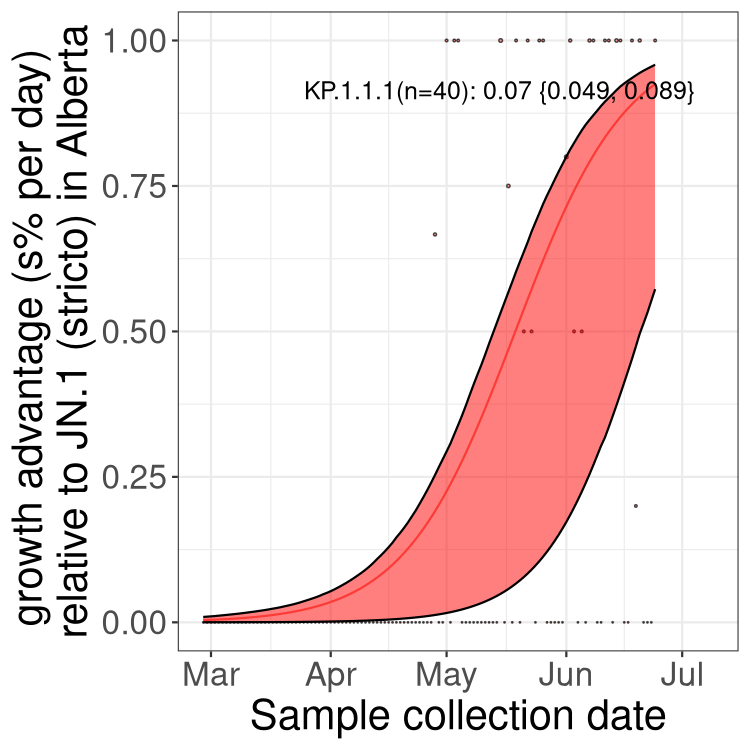 growth advantage (s% per day)
relative to JN.1 (stricto) in Alberta
1.00
0.75
0.50
0.25
0.00
KP.1.1.1(n=40): 0.07 {0.049, 0.089}
Mar Apr May Jun Jul
Sample collection date